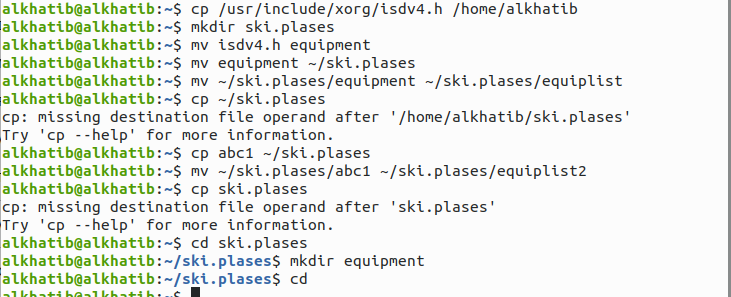 alkhatib@alkhatib:~$ cp /usr/include/xorg/isdv4.h /home/alkhatib
alkhatib@alkhatib:~$ mkdir ski.plases
alkhatib@alkhatib:~$ mv isdv4.h equipment
alkhatib@alkhatib:~$ mv equipment ~/ski.plases
alkhatib@alkhatib:~$ mv ~/ski.plases/equipment ~/ski.plases/equiplist
alkhatib@alkhatib:~$ cp ~/ski.plases
cp: missing destination file operand after '/home/alkhatib/ski.plases'
Try 'cp --help' for more information.
alkhatib@alkhatib:~$ cp abc1 ~/ski.plases
alkhatib@alkhatib:~$ mv ~/ski.plases/abc1 ~/ski.plases/equiplist2
alkhatib@alkhatib:~$ cp ski.plases
cp: missing destination file operand after 'ski.plases'
Try 'cp --help' for more information.
alkhatib@alkhatib:~$ cd ski.plases
alkhatib@alkhatib:~/ski.plases$ mkdir equipment
alkhatib@alkhatib:~/ski.plases$ cd
alkhatib@alkhatib:~$